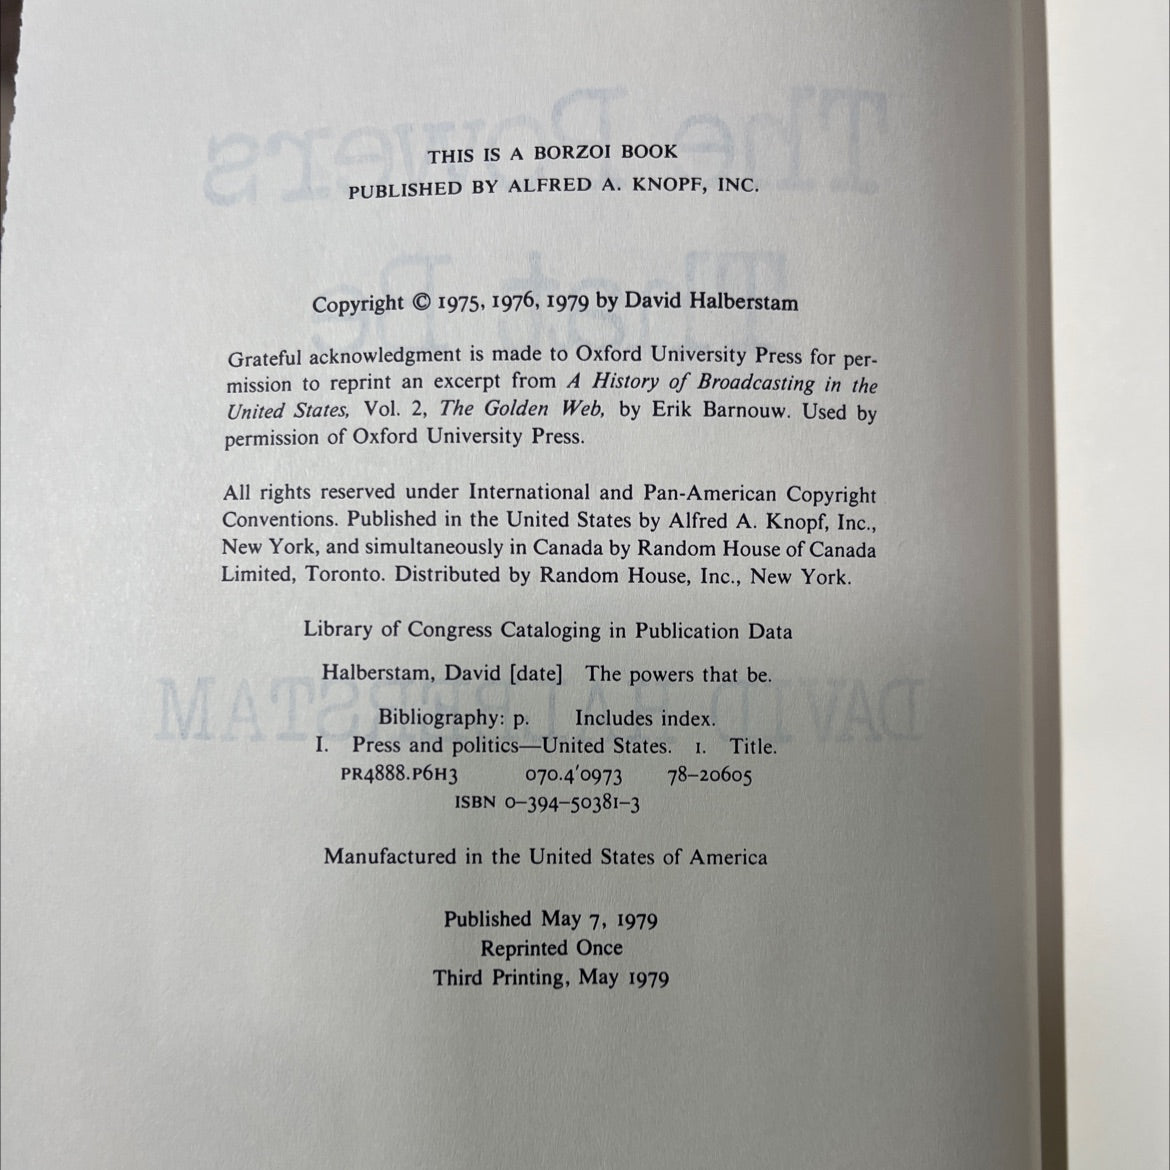 THIS IS A BORZOI BOOK
PUBLISHED BY ALFRED A. KNOPF, INC.
Copyright © 1975, 1976, 1979 by David Halberstam
Grateful acknowledgment is made to Oxford University Press for per-
mission to reprint an excerpt from A History of Broadcasting in the
United States, Vol. 2, The Golden Web, by Erik Barnouw. Used by
permission of Oxford University Press.
All rights reserved under International and Pan-American Copyright
Conventions. Published in the United States by Alfred A. Knopf, Inc.,
New York, and simultaneously in Canada by Random House of Canada
Limited, Toronto. Distributed by Random House, Inc., New York.
Library of Congress Cataloging in Publication Data
Halberstam, David [date] The powers that be.
Bibliography: p. Includes index.
I. Press and politics—United States. I. Title.
PR4888.P6H3 070.4'0973 78–20605
ISBN 0–394–50381–3
Manufactured in the United States of America
Published May 7, 1979
Reprinted Once
Third Printing, May 1979
The Powers
That Be
DAVID HALBERSTAM